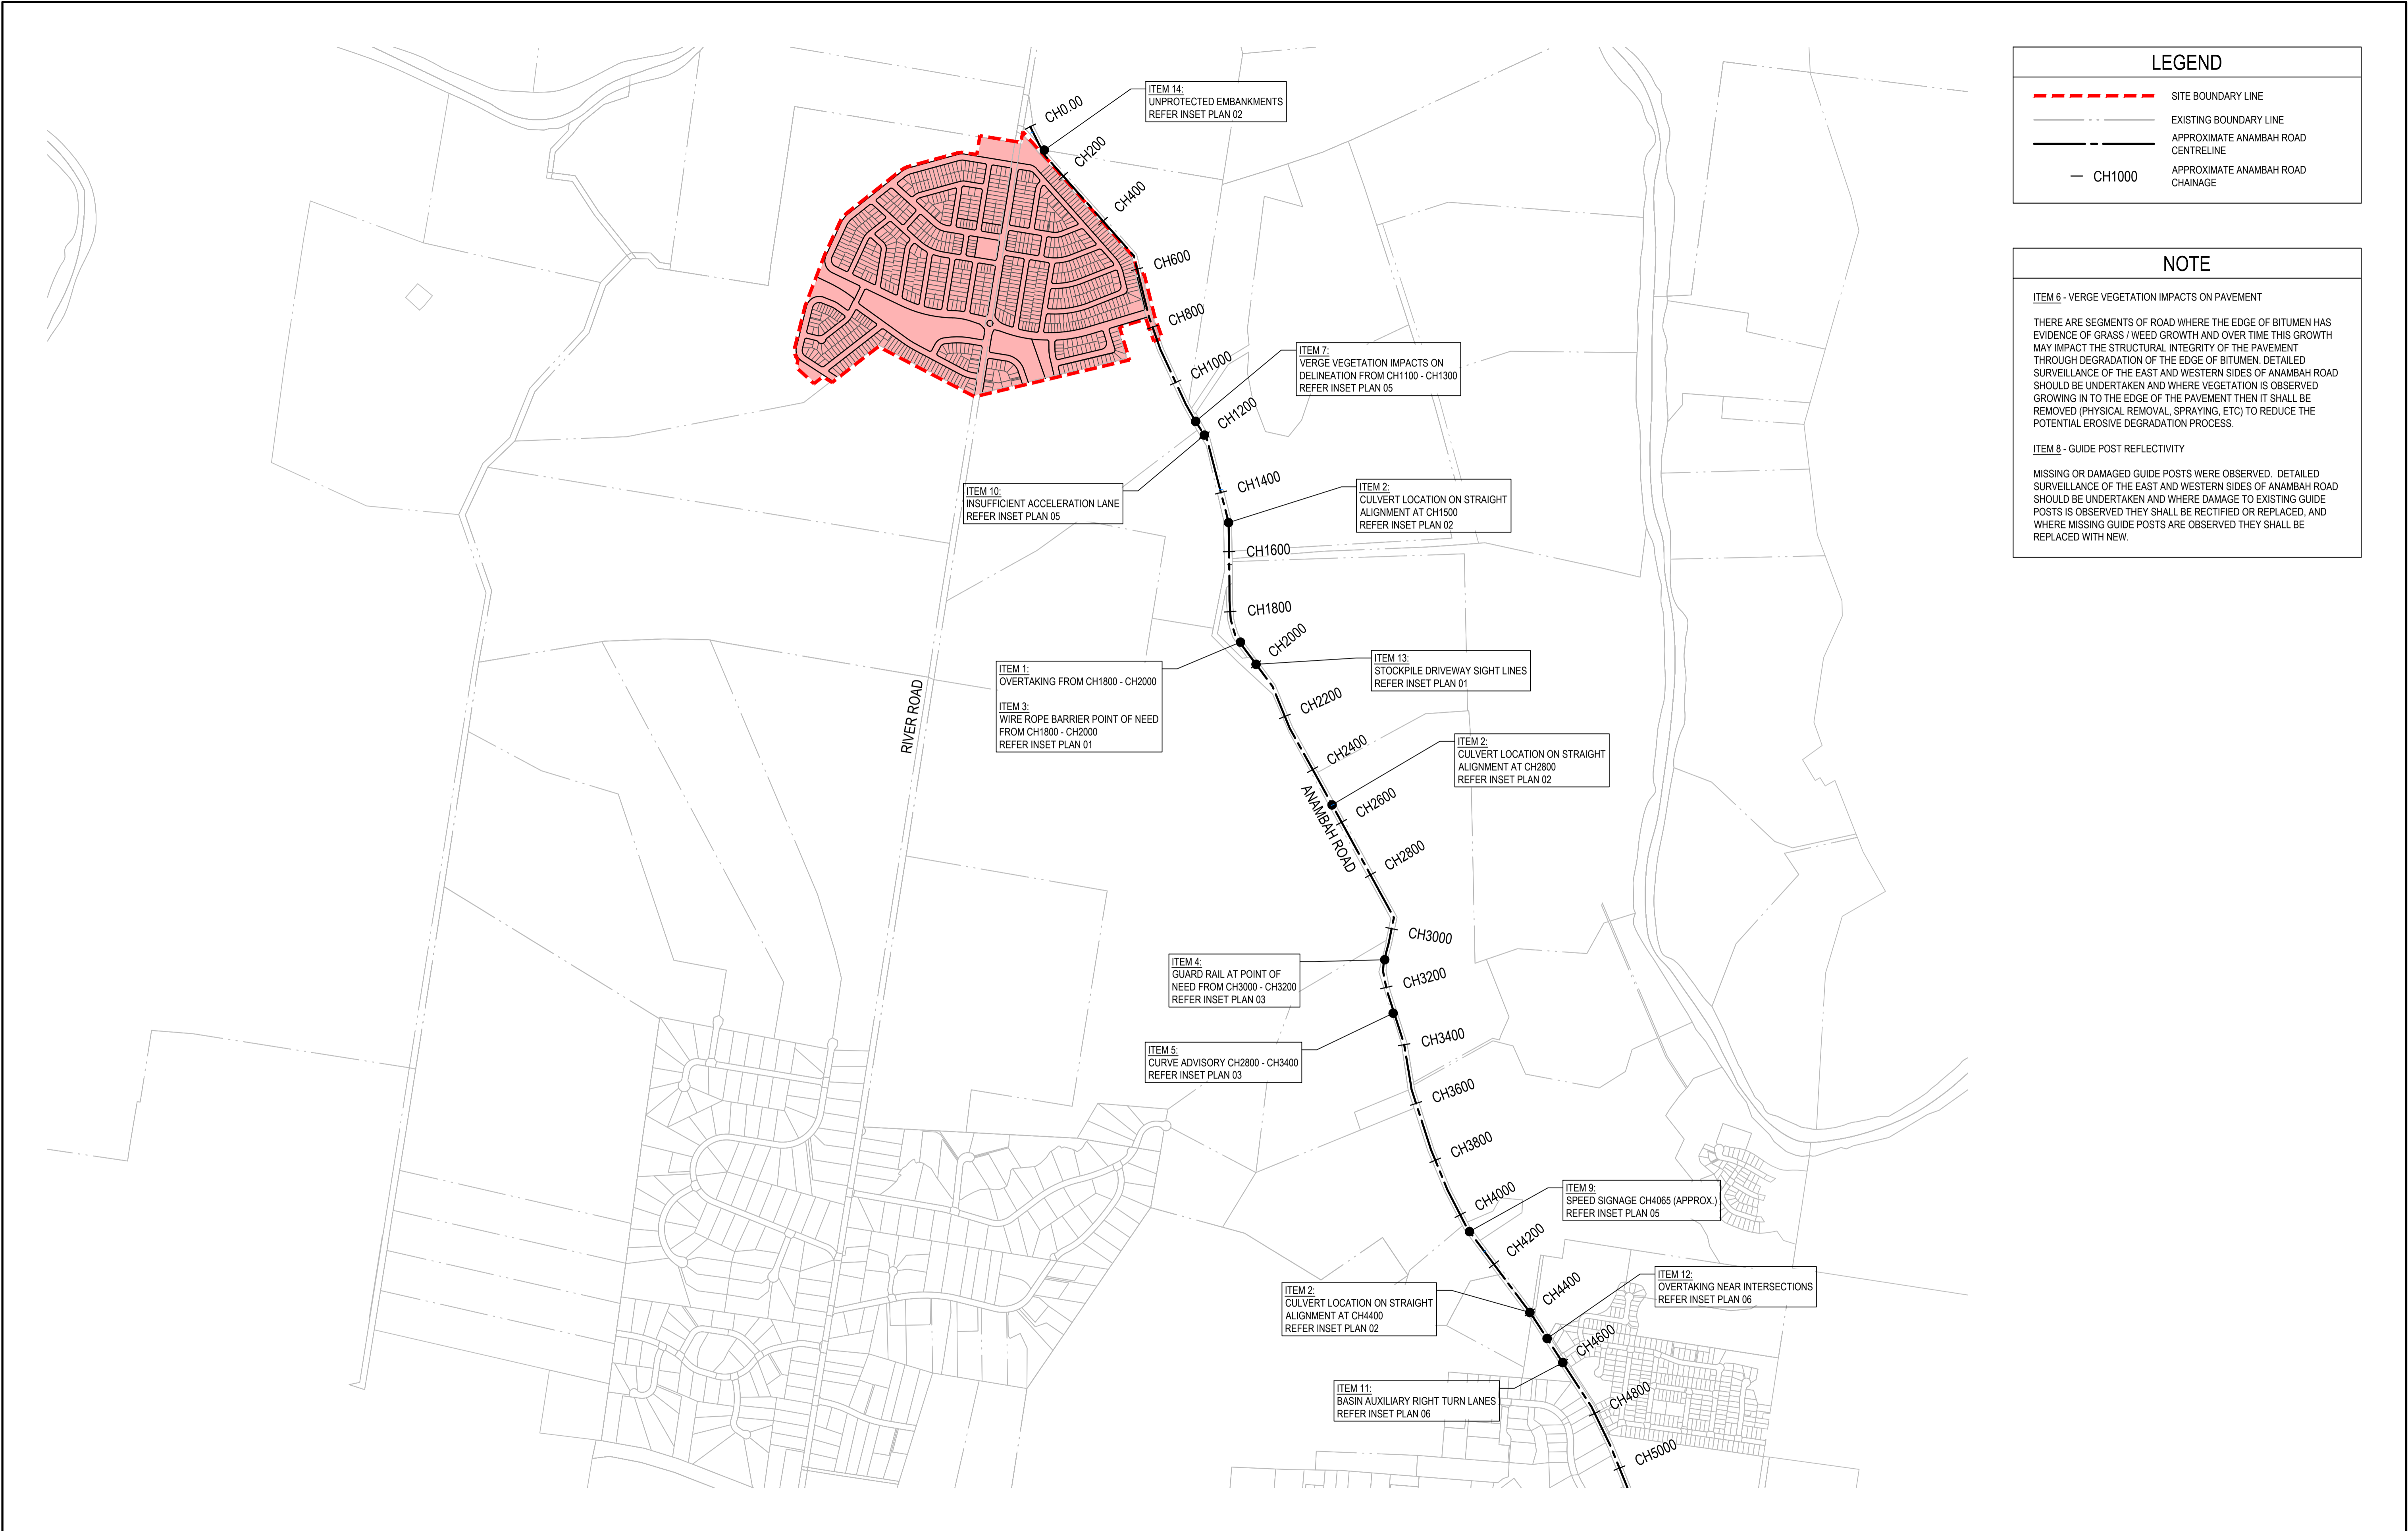 LEGEND
SITE BOUNDARY LINE
EXISTING BOUNDARY LINE
APPROXIMATE ANAMBAH ROAD
CENTRELINE
CH1000
APPROXIMATE ANAMBAH ROAD
CHAINAGE
NOTE
ITEM 6 - VERGE VEGETATION IMPACTS ON PAVEMENT
THERE ARE SEGMENTS OF ROAD WHERE THE EDGE OF BITUMEN HAS
EVIDENCE OF GRASS / WEED GROWTH AND OVER TIME THIS GROWTH
MAY IMPACT THE STRUCTURAL INTEGRITY OF THE PAVEMENT
THROUGH DEGRADATION OF THE EDGE OF BITUMEN. DETAILED
SURVEILLANCE OF THE EAST AND WESTERN SIDES OF ANAMBAH ROAD
SHOULD BE UNDERTAKEN AND WHERE VEGETATION IS OBSERVED
GROWING IN TO THE EDGE OF THE PAVEMENT THEN IT SHALL BE
REMOVED (PHYSICAL REMOVAL, SPRAYING, ETC) TO REDUCE THE
POTENTIAL EROSIVE DEGRADATION PROCESS.
ITEM 8 - GUIDE POST REFLECTIVITY
MISSING OR DAMAGED GUIDE POSTS WERE OBSERVED. DETAILED
SURVEILLANCE OF THE EAST AND WESTERN SIDES OF ANAMBAH ROAD
SHOULD BE UNDERTAKEN AND WHERE DAMAGE TO EXISTING GUIDE
POSTS IS OBSERVED THEY SHALL BE RECTIFIED OR REPLACED, AND
WHERE MISSING GUIDE POSTS ARE OBSERVED THEY SHALL BE
REPLACED WITH NEW.
ITEM 14:
UNPROTECTED EMBANKMENTS
REFER INSET PLAN 02
CH0.00
CH200
CH400
CH600
CH800
CH1000
ITEM 7:
VERGE VEGETATION IMPACTS ON
DELINEATION FROM CH1100 - CH1300
REFER INSET PLAN 05
CH1200
ITEM 10:
INSUFFICIENT ACCELERATION LANE
REFER INSET PLAN 05
CH1400
ITEM 2:
CULVERT LOCATION ON STRAIGHT
ALIGNMENT AT CH1500
REFER INSET PLAN 02
CH1600
CH1800
ITEM 1:
OVERTAKING FROM CH1800 - CH2000
ITEM 3:
WIRE ROPE BARRIER POINT OF NEED
FROM CH1800 - CH2000
REFER INSET PLAN 01
CH2000
ITEM 13:
STOCKPILE DRIVEWAY SIGHT LINES
REFER INSET PLAN 01
RIVER ROAD
CH2200
CH2400
ITEM 2:
CULVERT LOCATION ON STRAIGHT
ALIGNMENT AT CH2800
REFER INSET PLAN 02
ANAMBAH ROAD
CH2600
CH2800
CH3000
ITEM 4:
GUARD RAIL AT POINT OF
NEED FROM CH3000 - CH3200
REFER INSET PLAN 03
CH3200
ITEM 5:
CURVE ADVISORY CH2800 - CH3400
REFER INSET PLAN 03
CH3400
CH3600
CH3800
CH4000
ITEM 9:
SPEED SIGNAGE CH4065 (APPROX.)
REFER INSET PLAN 05
CH4200
ITEM 2:
CULVERT LOCATION ON STRAIGHT
ALIGNMENT AT CH4400
REFER INSET PLAN 02
CH4400
ITEM 12:
OVERTAKING NEAR INTERSECTIONS
REFER INSET PLAN 06
CH4600
ITEM 11:
BASIN AUXILIARY RIGHT TURN LANES
REFER INSET PLAN 06
CH4800
CH5000